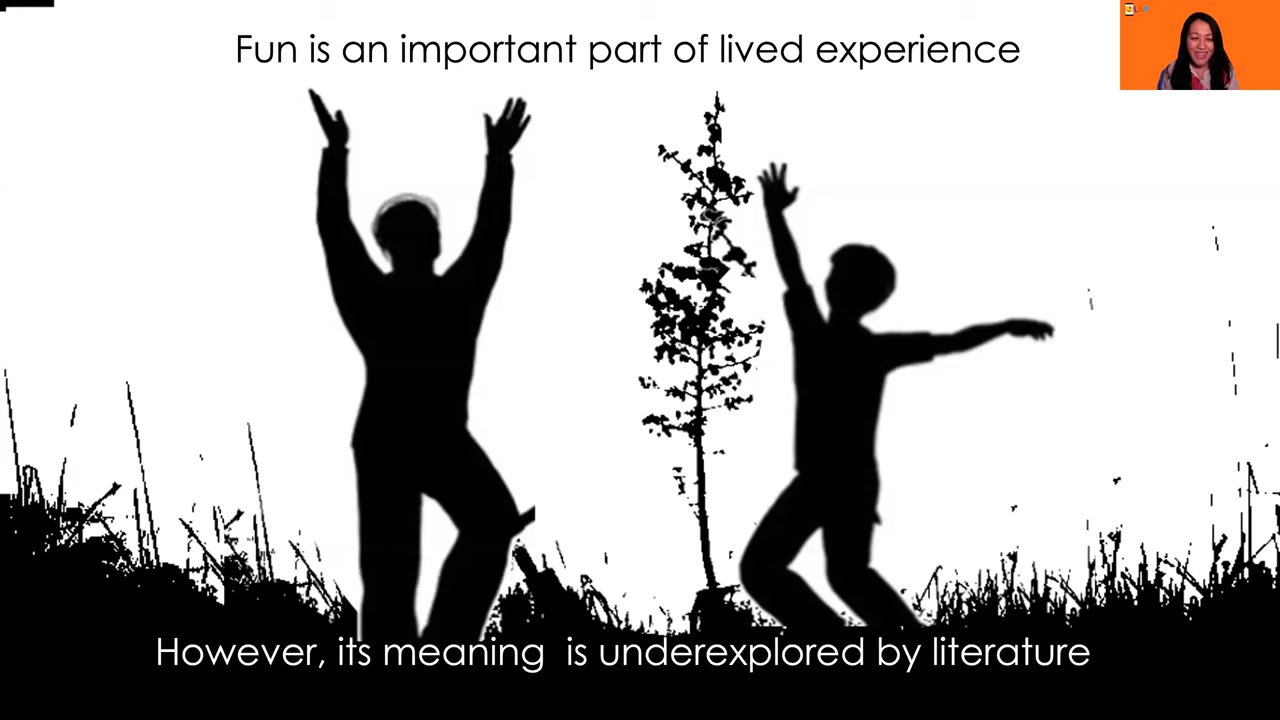 Fun is an important part of lived experience
However, its meaning is underexplored by literature